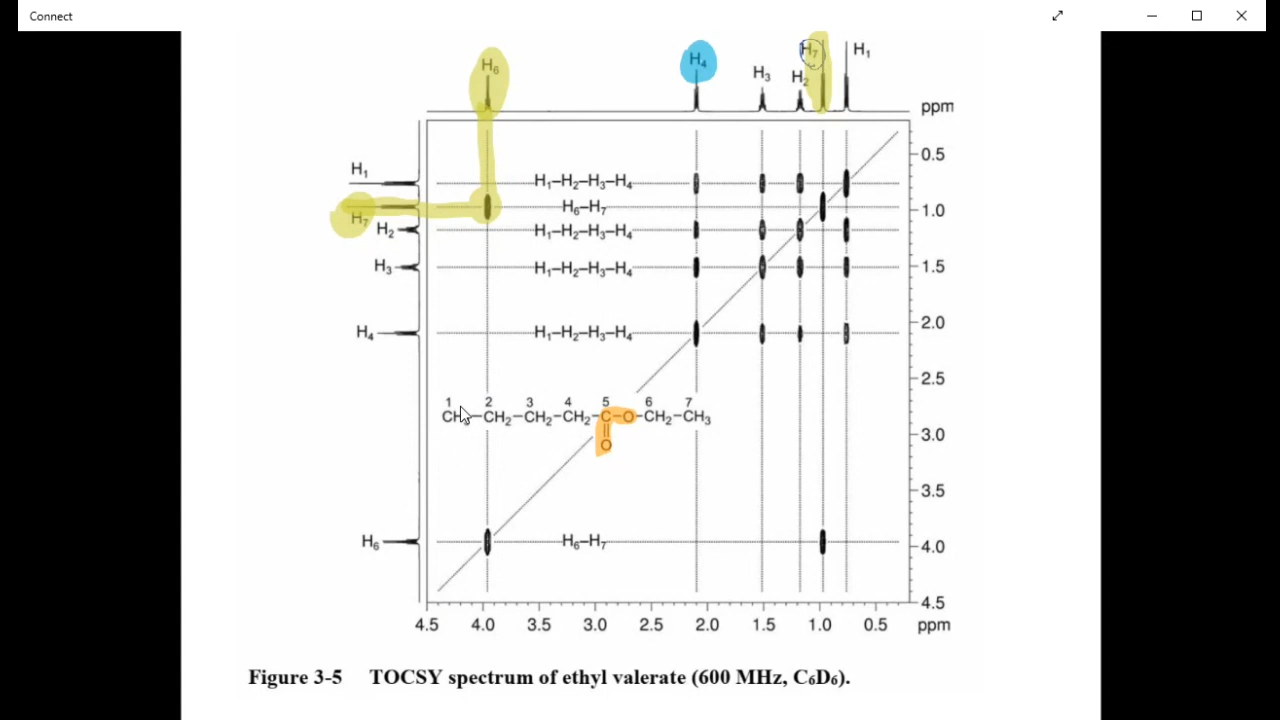 Connect
H₆
H₄
H₃
H₂
H₇
H₁
ppm
H₁
H₇
H₂
H₃
H₄
H₆
H₁–H₂–H₃–H₄
H₆–H₇
H₁–H₂–H₃–H₄
H₁–H₂–H₃–H₄
H₁–H₂–H₃–H₄
1 2 3 4 5 6 7
CH₃–CH₂–CH₂–CH₂–C–O–CH₂–CH₃
O
H₆–H₇
0.5
1.0
1.5
2.0
2.5
3.0
3.5
4.0
4.5
4.5 4.0 3.5 3.0 2.5 2.0 1.5 1.0 0.5 ppm
Figure 3-5 TOCSY spectrum of ethyl valerate (600 MHz, C₆D₆).